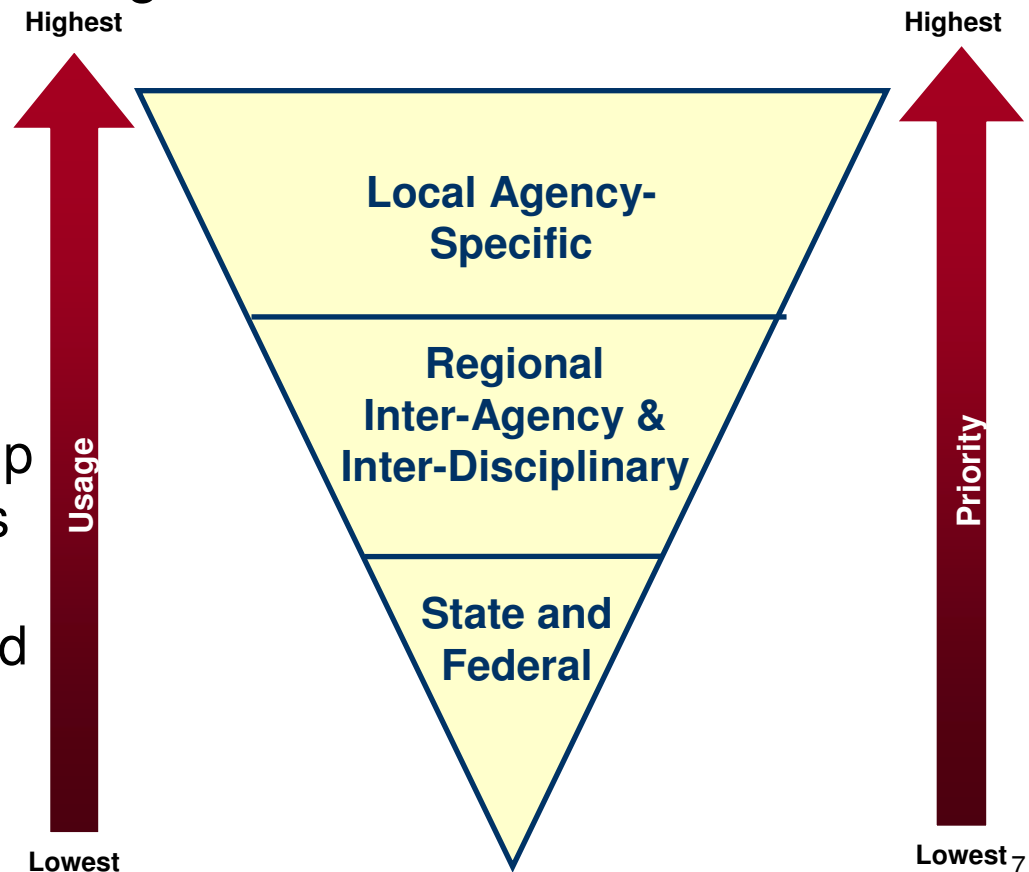 g
Highest
Highest
Local Agency-
Specific
Regional
Inter-Agency &
Inter-Disciplinary
p
s
Usage
Priority
State and
Federal
d
Lowest
Lowest 7